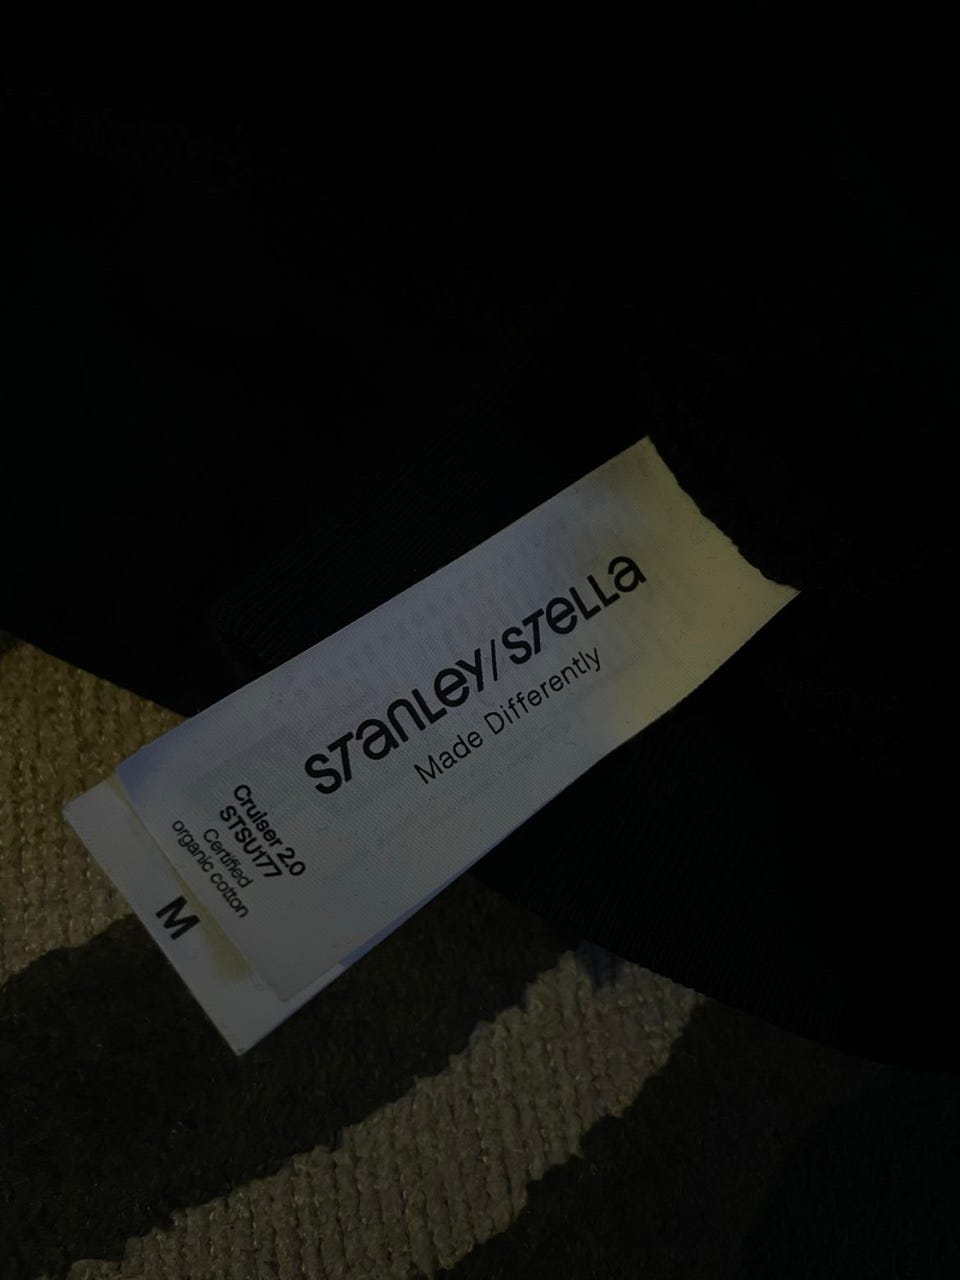 STANLEY/STELLA
Made Differently
Cruiser 2.0
STSU177
Certified
organic cotton
M